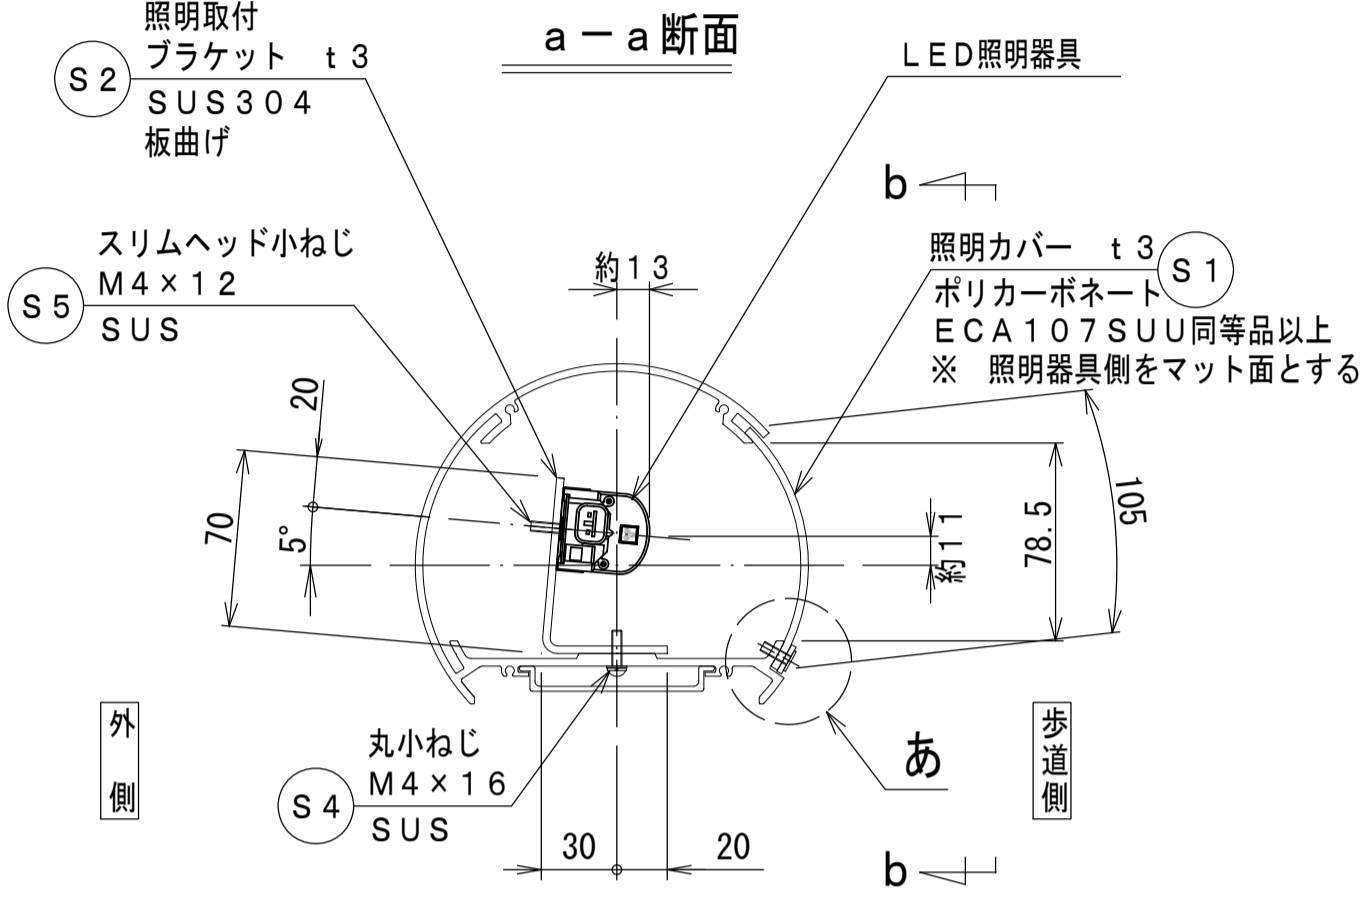 照明取付
ブラケット t3
S2
SUS304
板曲げ
a-a断面
LED照明器具
b
スリムヘッド小ねじ
M4×12
S5
SUS
約13
照明カバー t3
S1
ポリカーボネート
ECA107SUU同等品以上
※ 照明器具側をマット面とする
20
70
5°
約11
78.5
105
外側
歩道側
あ
丸小ねじ
M4×16
S4
SUS
30
20
b